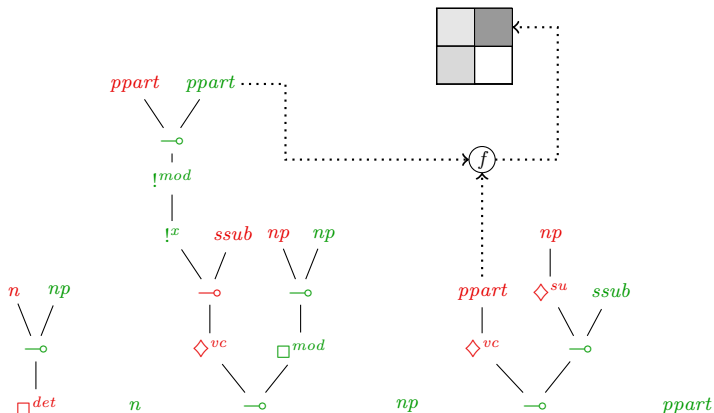 ppart ppart
f
!mod
!x ssub np np np
n np ppart ◇su ssub
◇vc □mod ◇vc
□det n np ppart